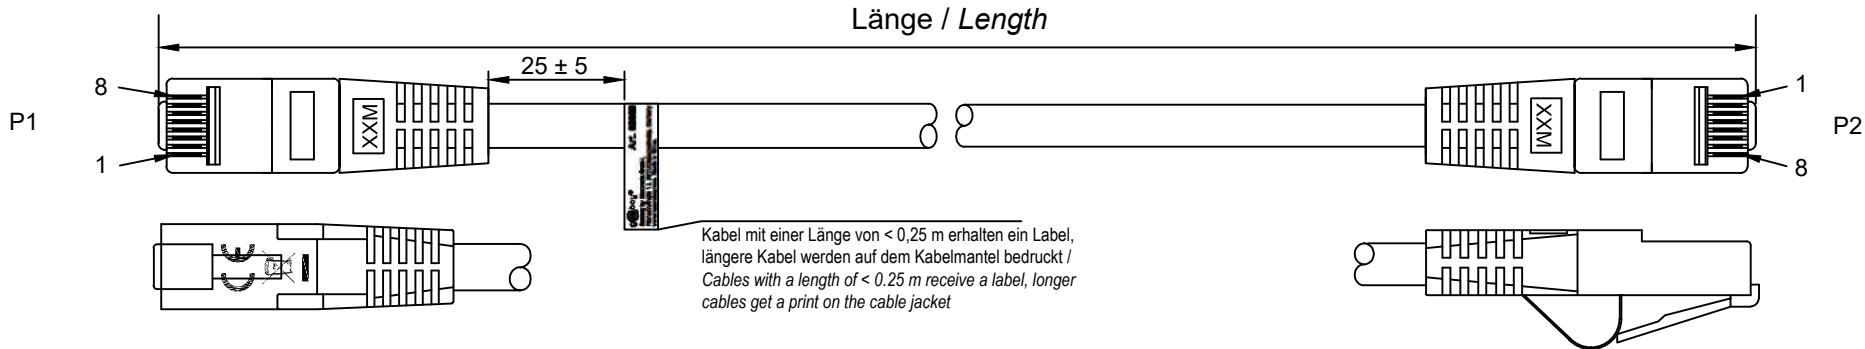 Länge / Length
25 ± 5
8
1
P1
XXM
Art.
XXM
1
8
P2
Kabel mit einer Länge von < 0,25 m erhalten ein Label,
längere Kabel werden auf dem Kabelmantel bedruckt /
Cables with a length of < 0.25 m receive a label, longer
cables get a print on the cable jacket
CE